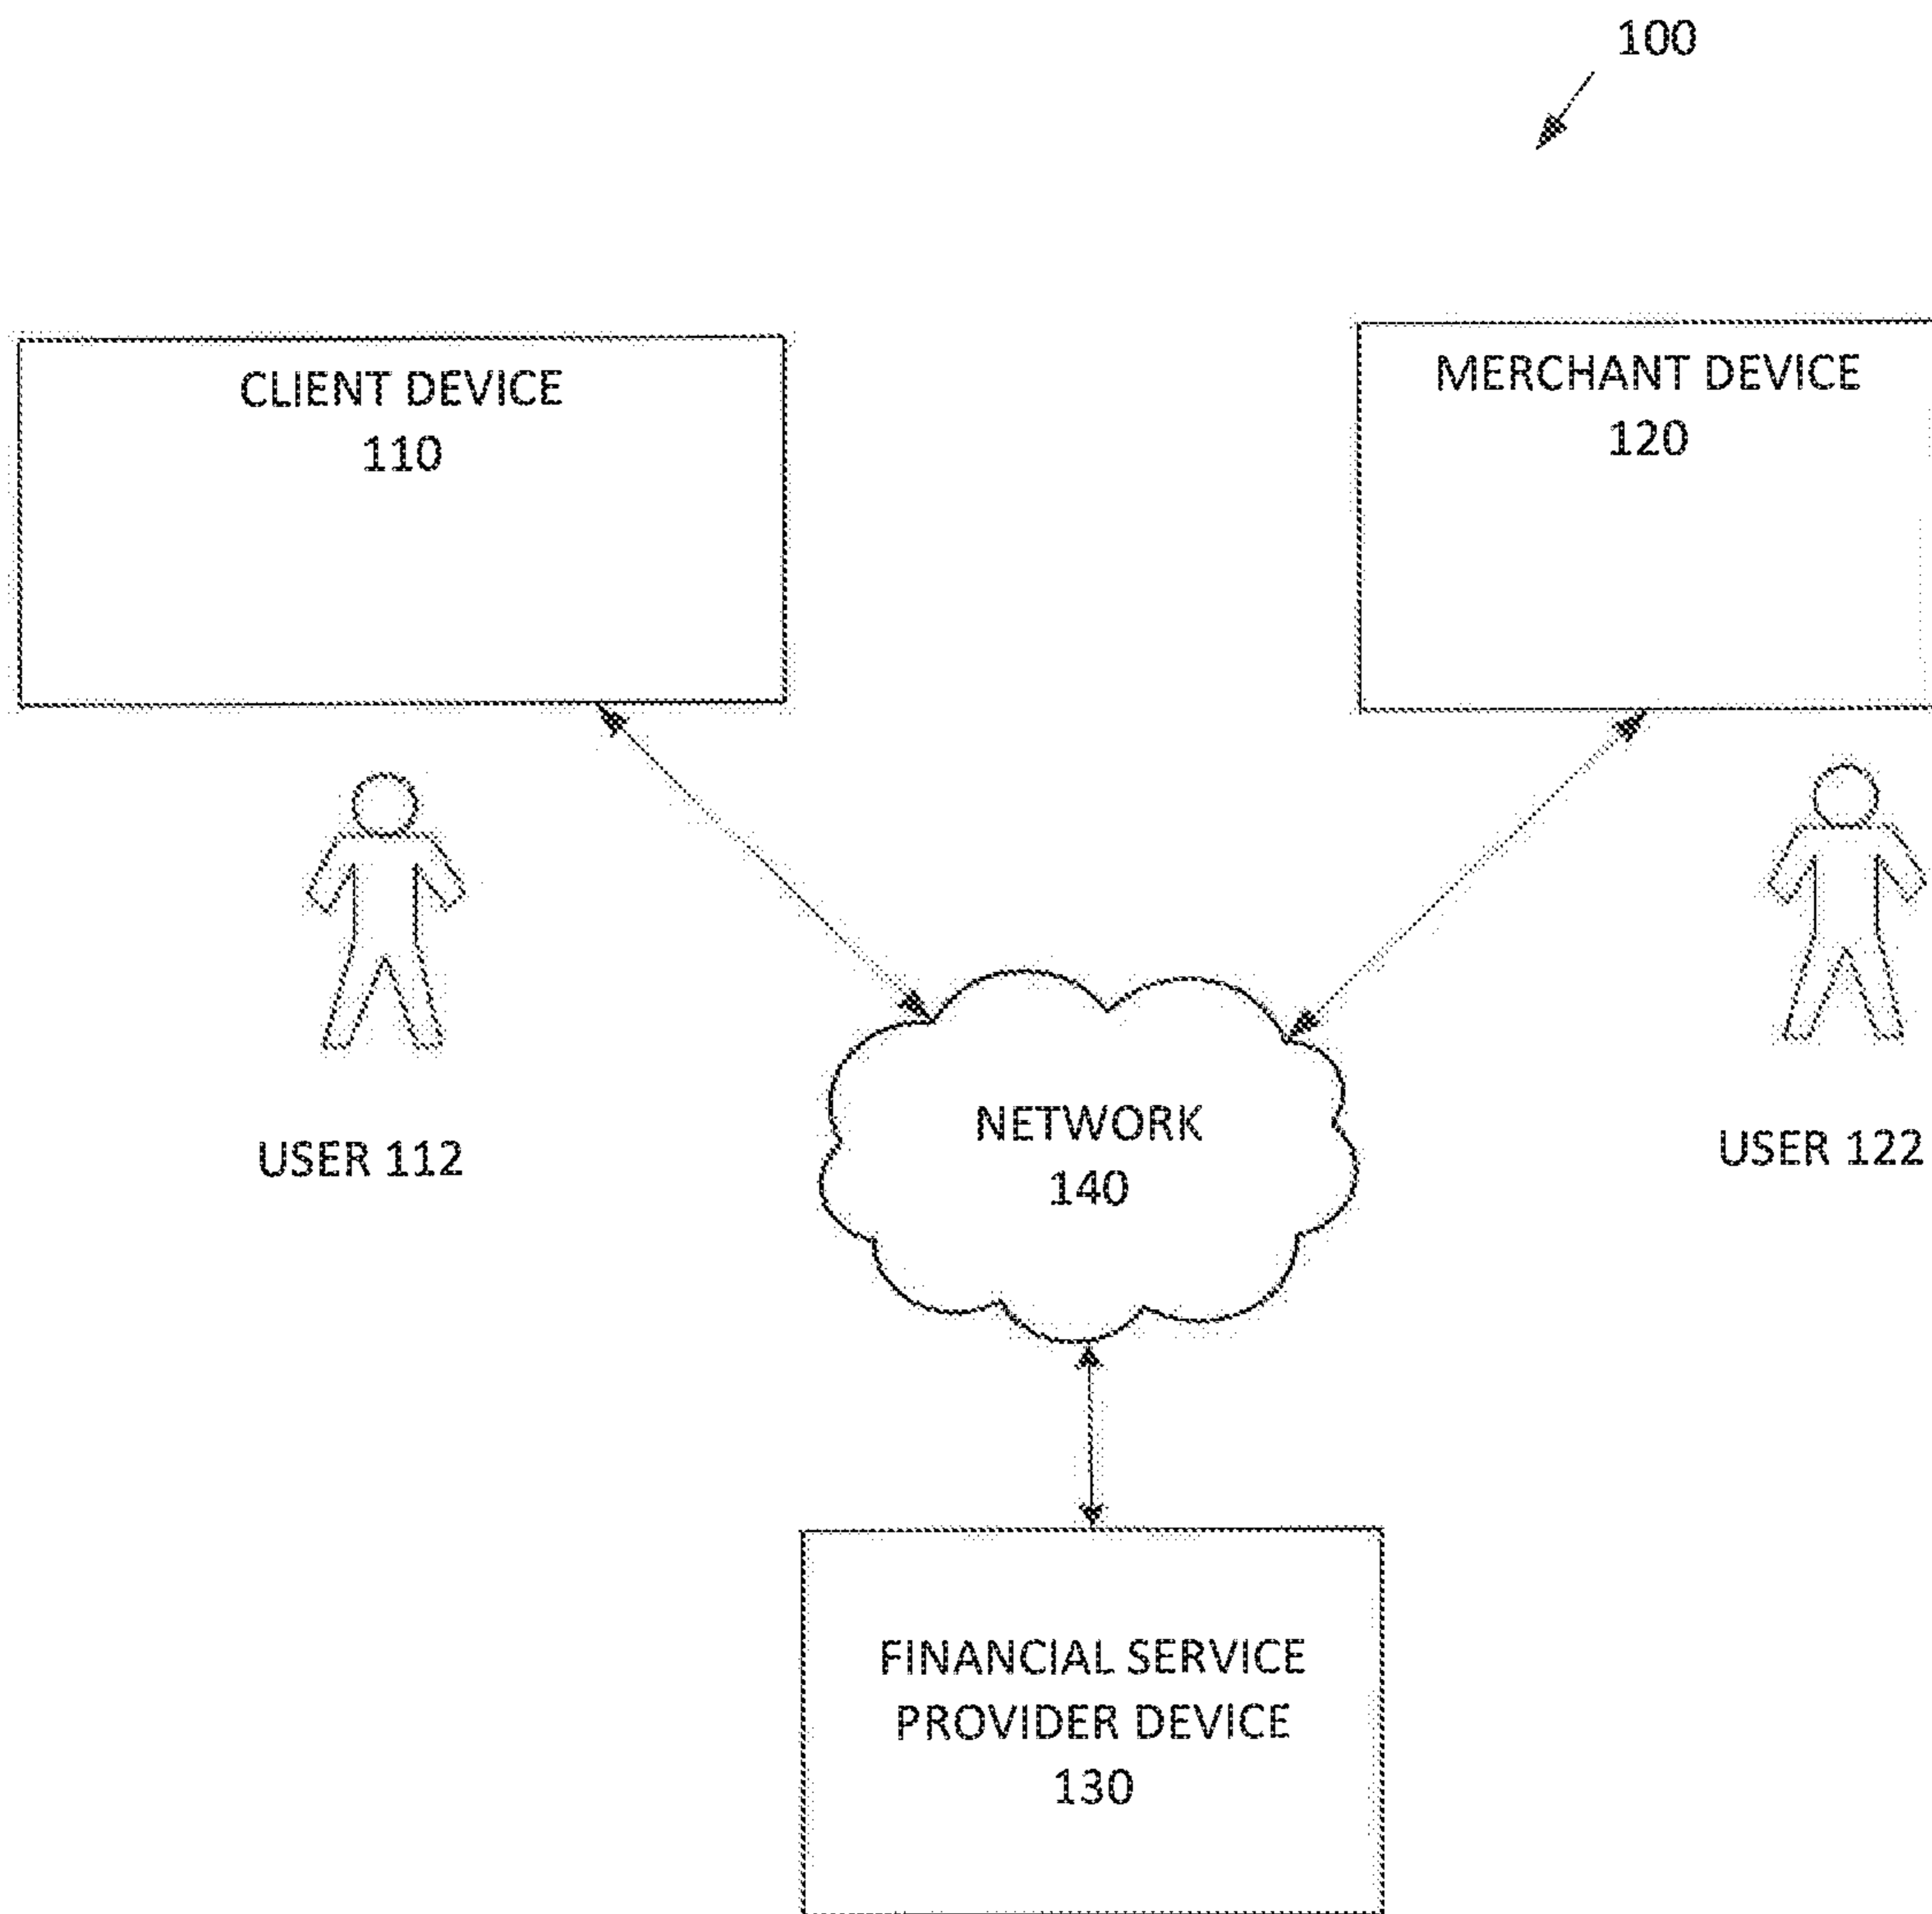 100
CLIENT DEVICE
110
MERCHANT DEVICE
120
USER 112
NETWORK
140
USER 122
FINANCIAL SERVICE
PROVIDER DEVICE
130